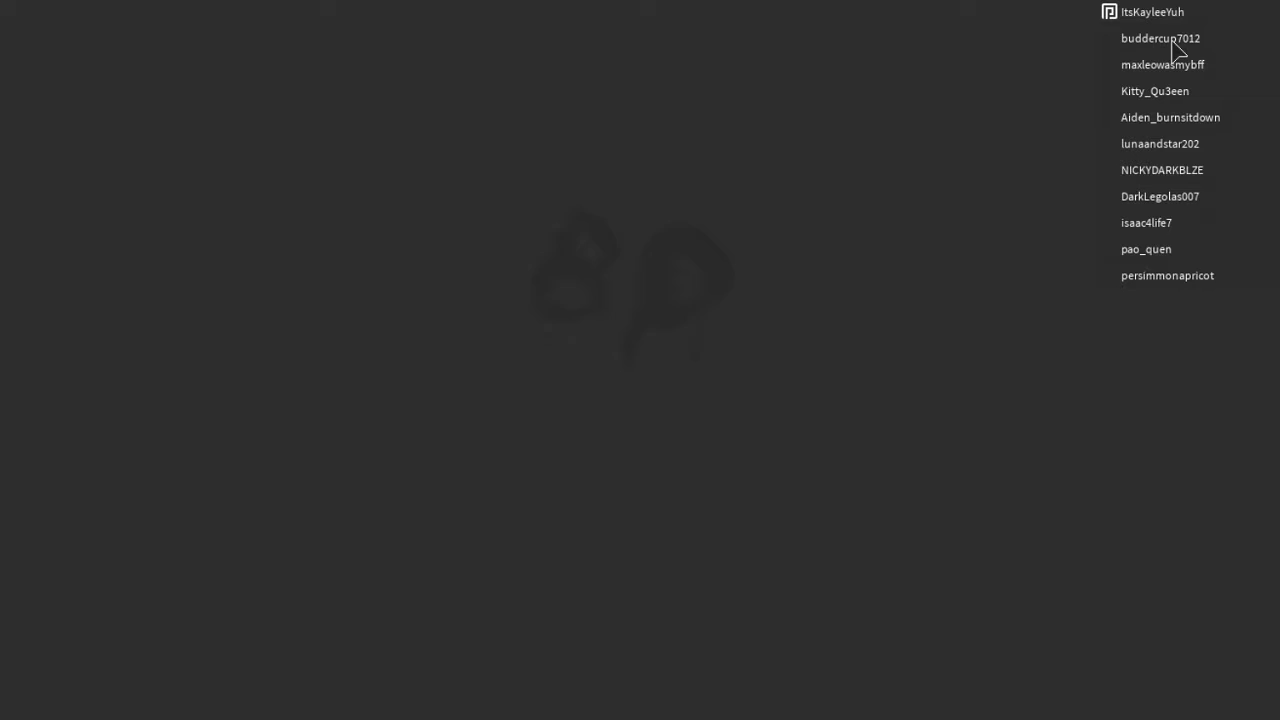 ItsKayleeYuh
buddercup7012
maxleowasmybff
Kitty_Qu3een
Aiden_burnsitdown
lunaandstar202
NICKYDARKBLZE
DarkLegolas007
isaac4life7
pao_quen
persimmonapricot